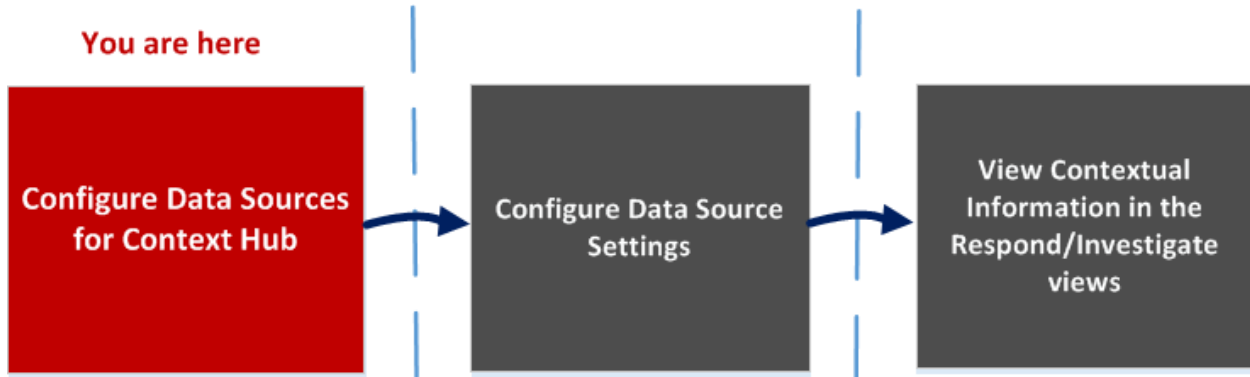 You are here
Configure Data Sources
for Context Hub
Configure Data Source
Settings
View Contextual
Information in the
Respond/Investigate
views